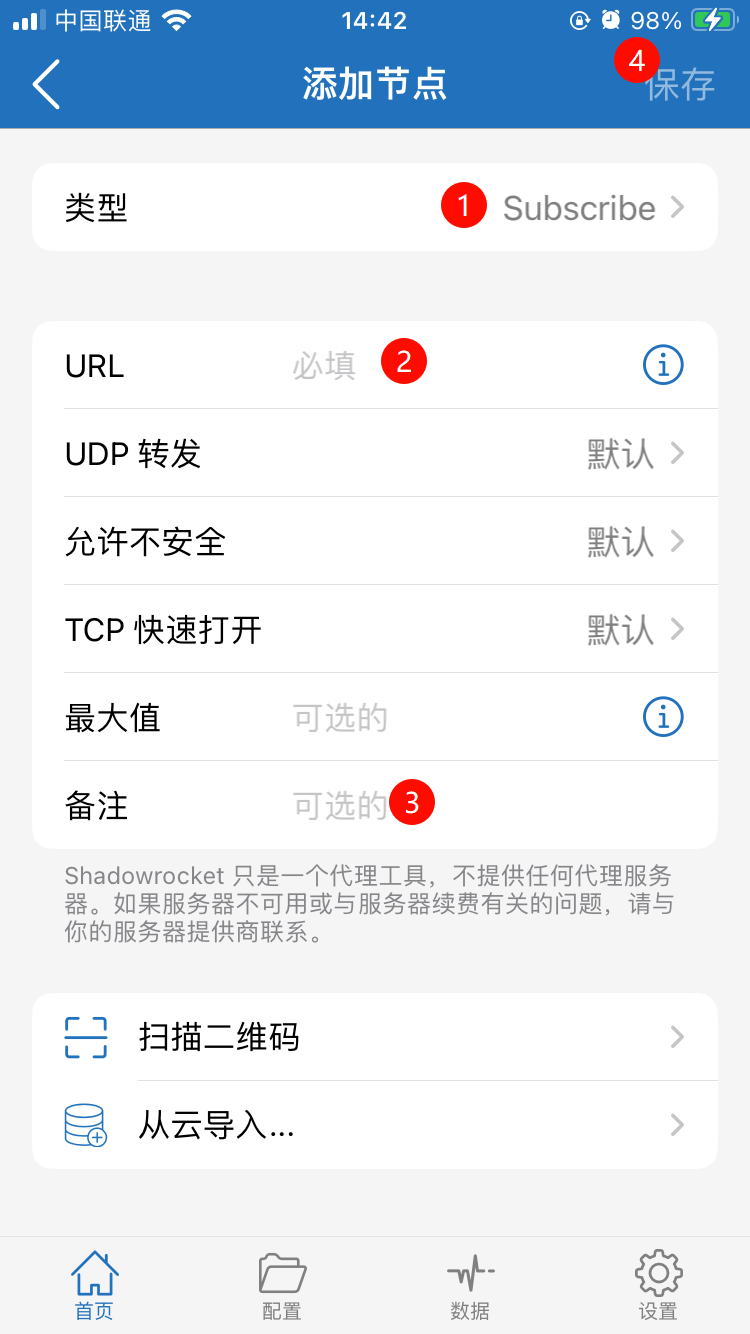 中国联通 14:42 98%
添加节点 4 保存
类型 1 Subscribe
URL 必填 2
UDP 转发 默认
允许不安全 默认
TCP 快速打开 默认
最大值 可选的
备注 可选的 3
Shadowrocket 只是一个代理工具，不提供任何代理服务
器。如果服务器不可用或与服务器续费有关的问题，请与
你的服务器提供商联系。
扫描二维码
从云导入...
首页 配置 数据 设置